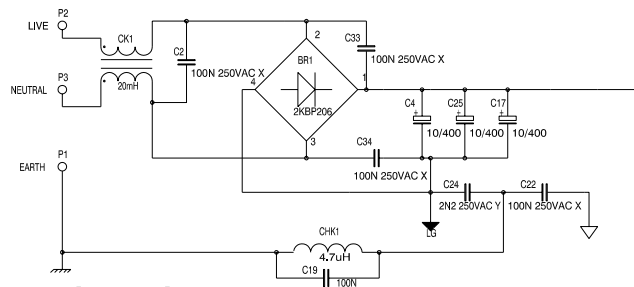 LIVE
P2
CK1
20mH
NEUTRAL
P3
C2
100N 250VAC X
2
BR1
4
1
2KBP206
3
C33
100N 250VAC X
C4
10/400
C25
10/400
C17
10/400
C34
100N 250VAC X
EARTH
P1
C24
2N2 250VAC Y
C22
100N 250VAC X
LG
CHK1
4.7uH
C19
100N